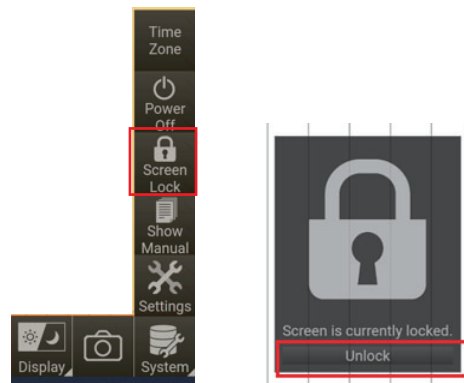 Time
Zone
Power
Off
Screen
Lock
Show
Manual
Settings
Display
System
Screen is currently locked.
Unlock